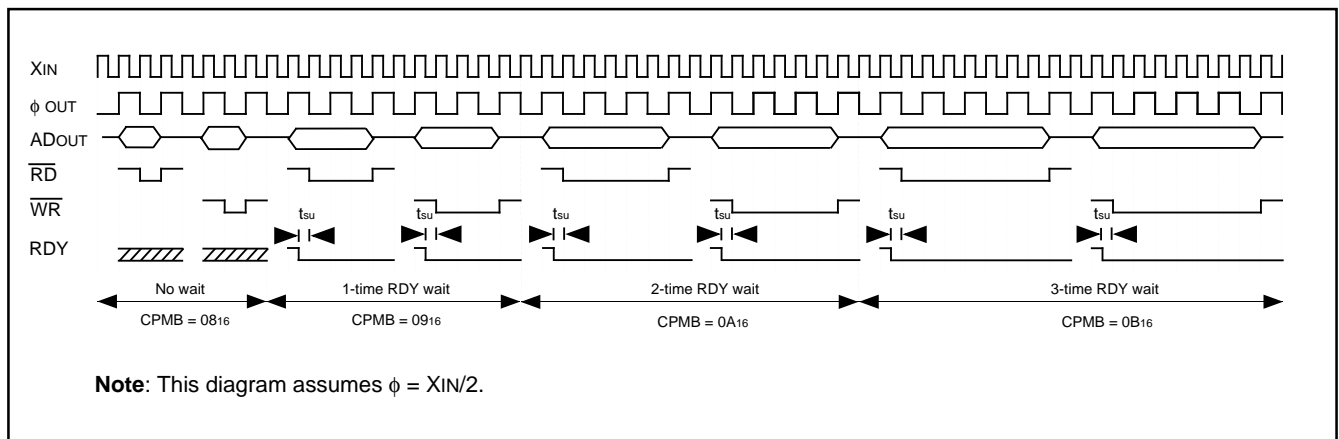 XIN
ϕ OUT
ADOUT
RD
WR
tsu tsu tsu tsu tsu tsu
RDY
No wait 1-time RDY wait 2-time RDY wait 3-time RDY wait
CPMB = 0816 CPMB = 0916 CPMB = 0A16 CPMB = 0B16
Note: This diagram assumes ϕ = XIN/2.